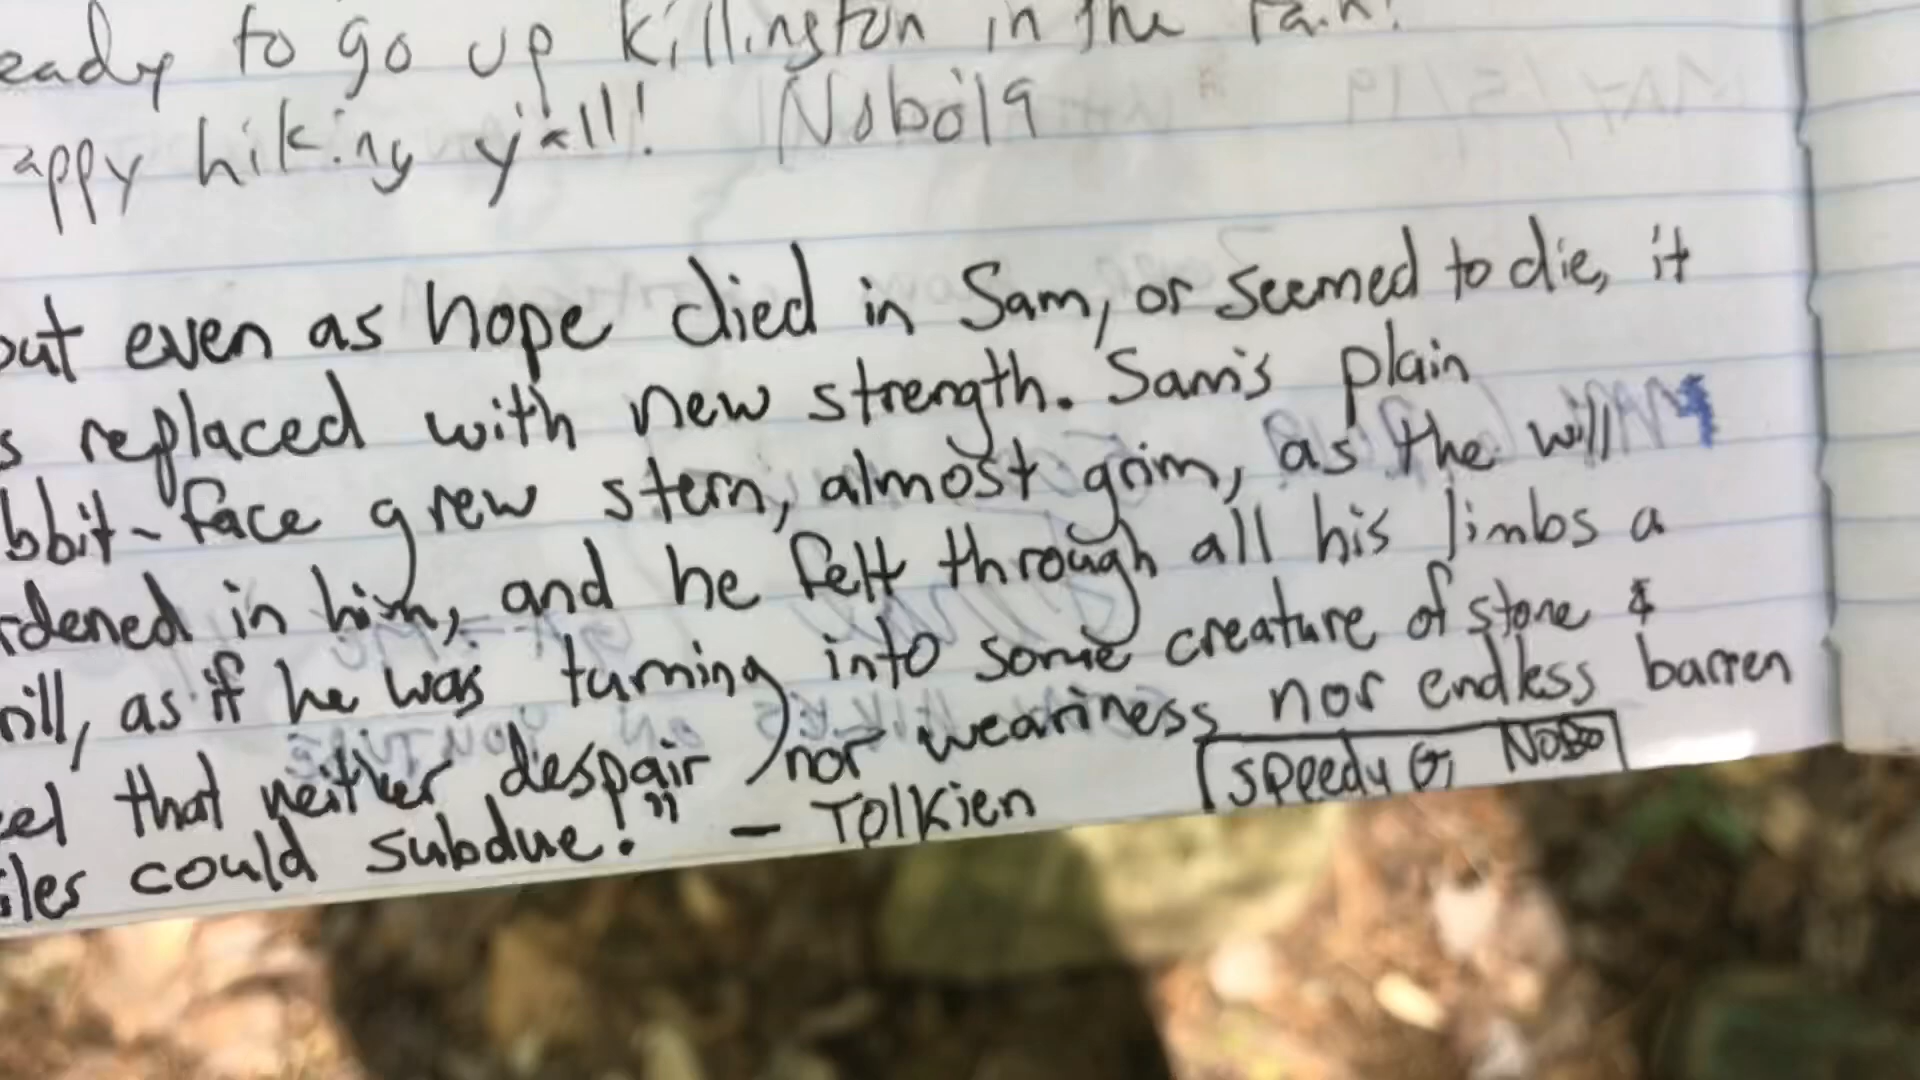 eady to go up Killington in the rain!
appy hiking y'all! Nobo19
out even as hope died in Sam, or seemed to die, it
s replaced with new strength. Sam's plain
bbit-face grew stern, almost grim, as the will
rdened in him, and he felt through all his limbs a
rill, as if he was turning into some creature of stone &
eel that neither despair nor weariness nor endless barren
iles could subdue!" — Tolkien
Speedy G, NOBO